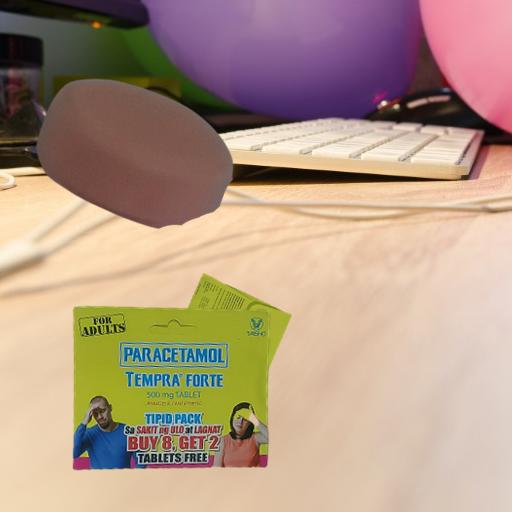 FOR
ADULTS
TAISHO
PARACETAMOL
TEMPRA FORTE
500 mg TABLET
TIPID PACK
Sa SAKIT ng ULO at LAGNAT
BUY 8, GET 2
TABLETS FREE